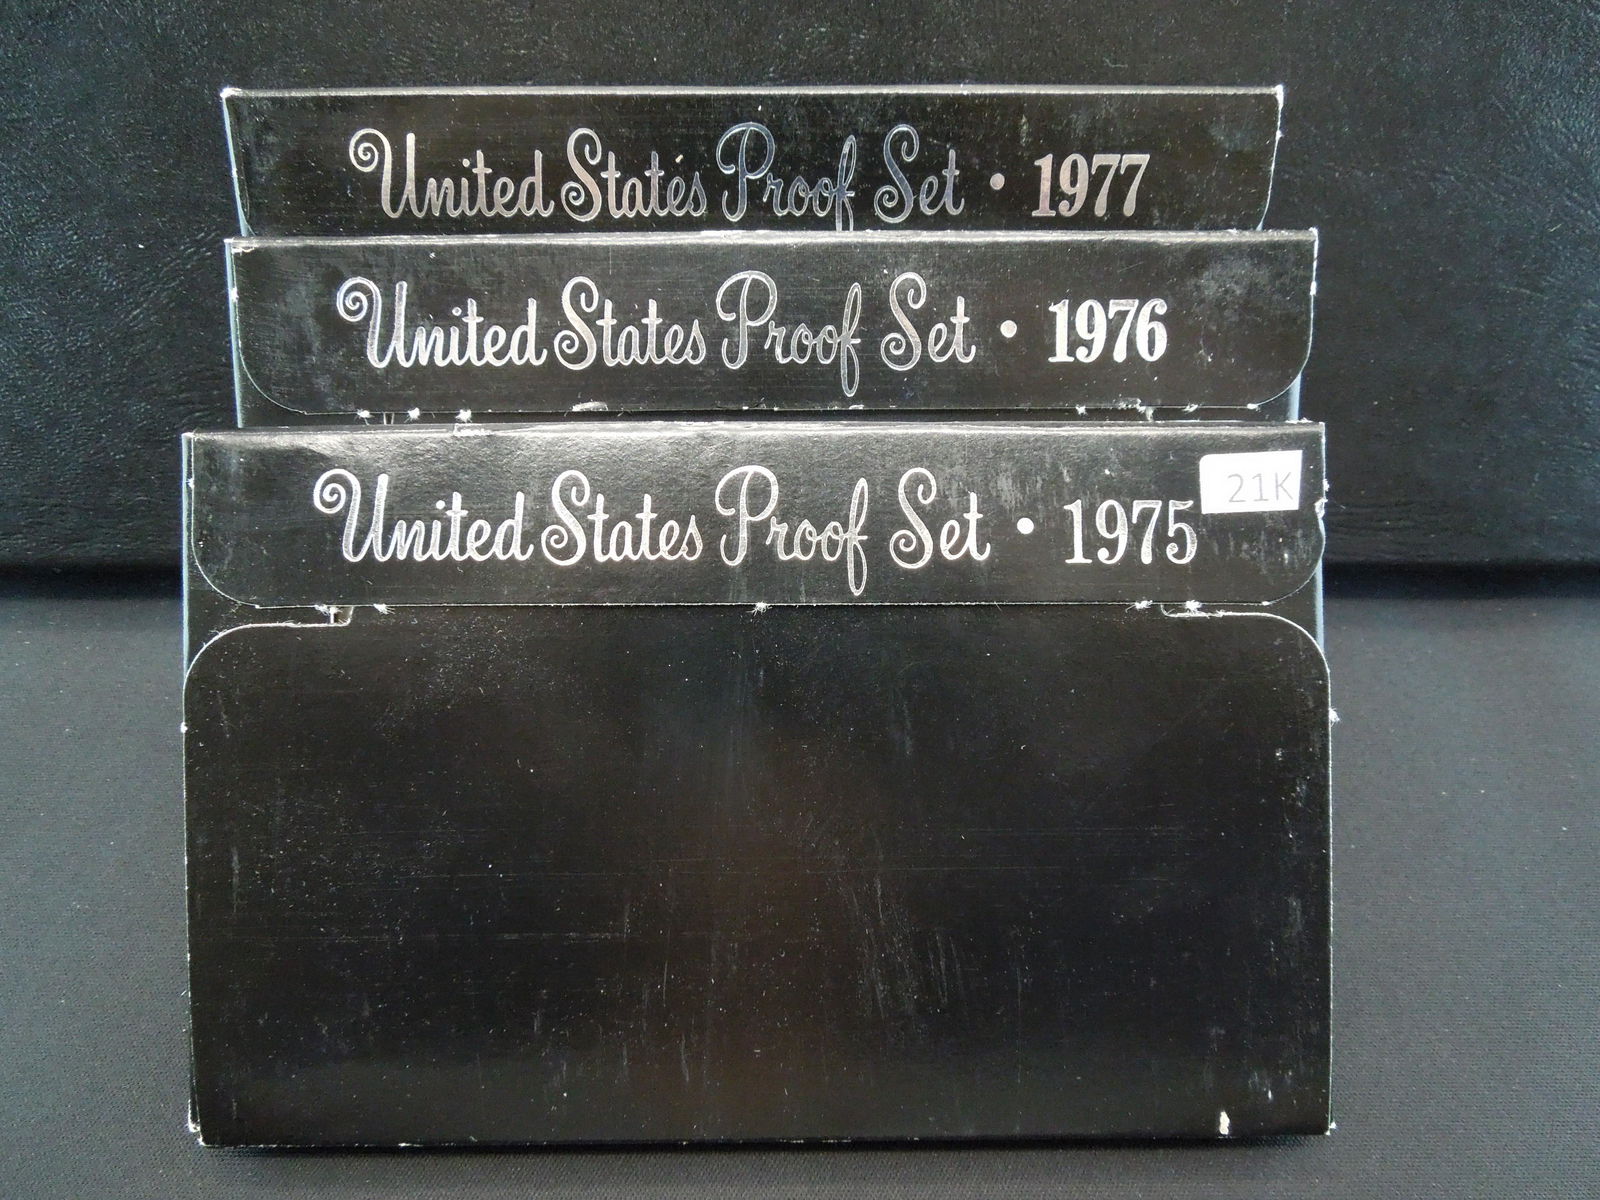 United States Proof Set • 1977
United States Proof Set • 1976
United States Proof Set • 1975
21K